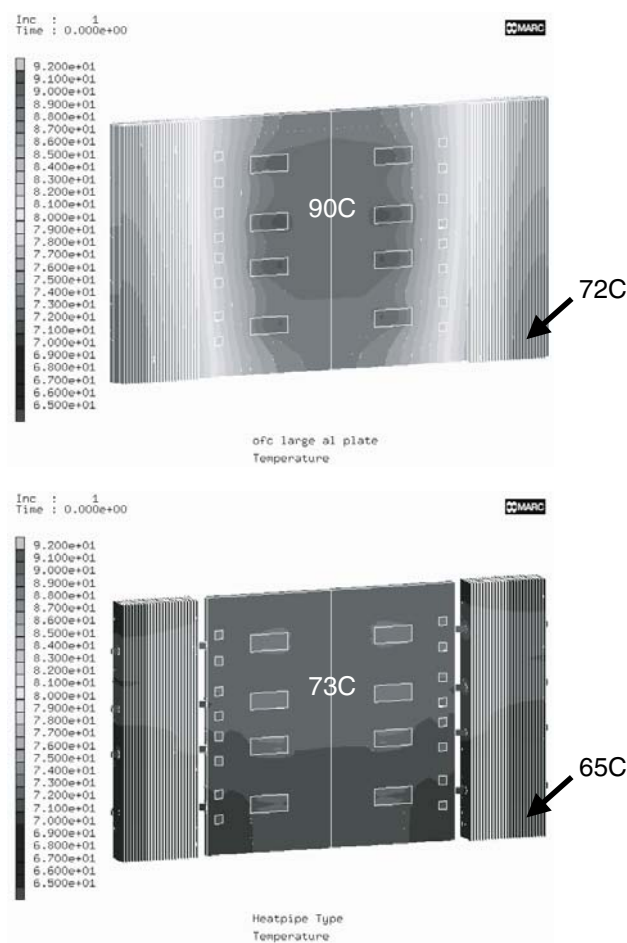 Inc : 1
Time : 0.000e+00
MARC
9.200e+01
9.100e+01
9.000e+01
8.900e+01
8.800e+01
8.700e+01
8.600e+01
8.500e+01
8.400e+01
8.300e+01
8.200e+01
8.100e+01
8.000e+01
7.900e+01
7.800e+01
7.700e+01
7.600e+01
7.500e+01
7.400e+01
7.300e+01
7.200e+01
7.100e+01
7.000e+01
6.900e+01
6.800e+01
6.700e+01
6.600e+01
6.500e+01
90C
72C
ofc large al plate
Temperature
Inc : 1
Time : 0.000e+00
MARC
9.200e+01
9.100e+01
9.000e+01
8.900e+01
8.800e+01
8.700e+01
8.600e+01
8.500e+01
8.400e+01
8.300e+01
8.200e+01
8.100e+01
8.000e+01
7.900e+01
7.800e+01
7.700e+01
7.600e+01
7.500e+01
7.400e+01
7.300e+01
7.200e+01
7.100e+01
7.000e+01
6.900e+01
6.800e+01
6.700e+01
6.600e+01
6.500e+01
73C
65C
Heatpipe Type
Temperature